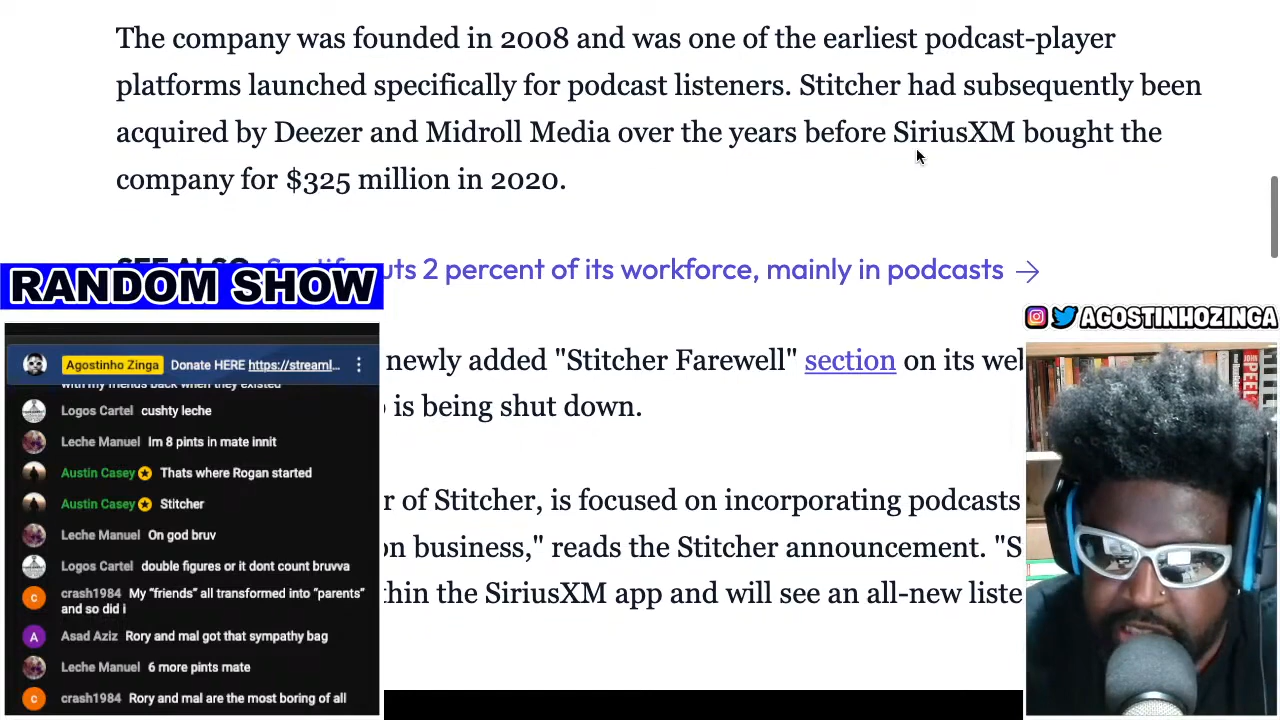 The company was founded in 2008 and was one of the earliest podcast-player
platforms launched specifically for podcast listeners. Stitcher had subsequently been
acquired by Deezer and Midroll Media over the years before SiriusXM bought the
company for $325 million in 2020.
uts 2 percent of its workforce, mainly in podcasts →
RANDOM SHOW
AGOSTINHOZINGA
Agostinho Zinga Donate HERE https://streaml...
newly added "Stitcher Farewell" section on its we
with my friends back when they existed
is being shut down.
Logos Cartel cushty leche
Leche Manuel Im 8 pints in mate innit
Austin Casey Thats where Rogan started
Austin Casey Stitcher
r of Stitcher, is focused on incorporating podcasts
Leche Manuel On god bruv
on business," reads the Stitcher announcement. "S
Logos Cartel double figures or it dont count bruvva
crash1984 My “friends” all transformed into “parents”
and so did i
thin the SiriusXM app and will see an all-new liste
Asad Aziz Rory and mal got that sympathy bag
Leche Manuel 6 more pints mate
crash1984 Rory and mal are the most boring of all